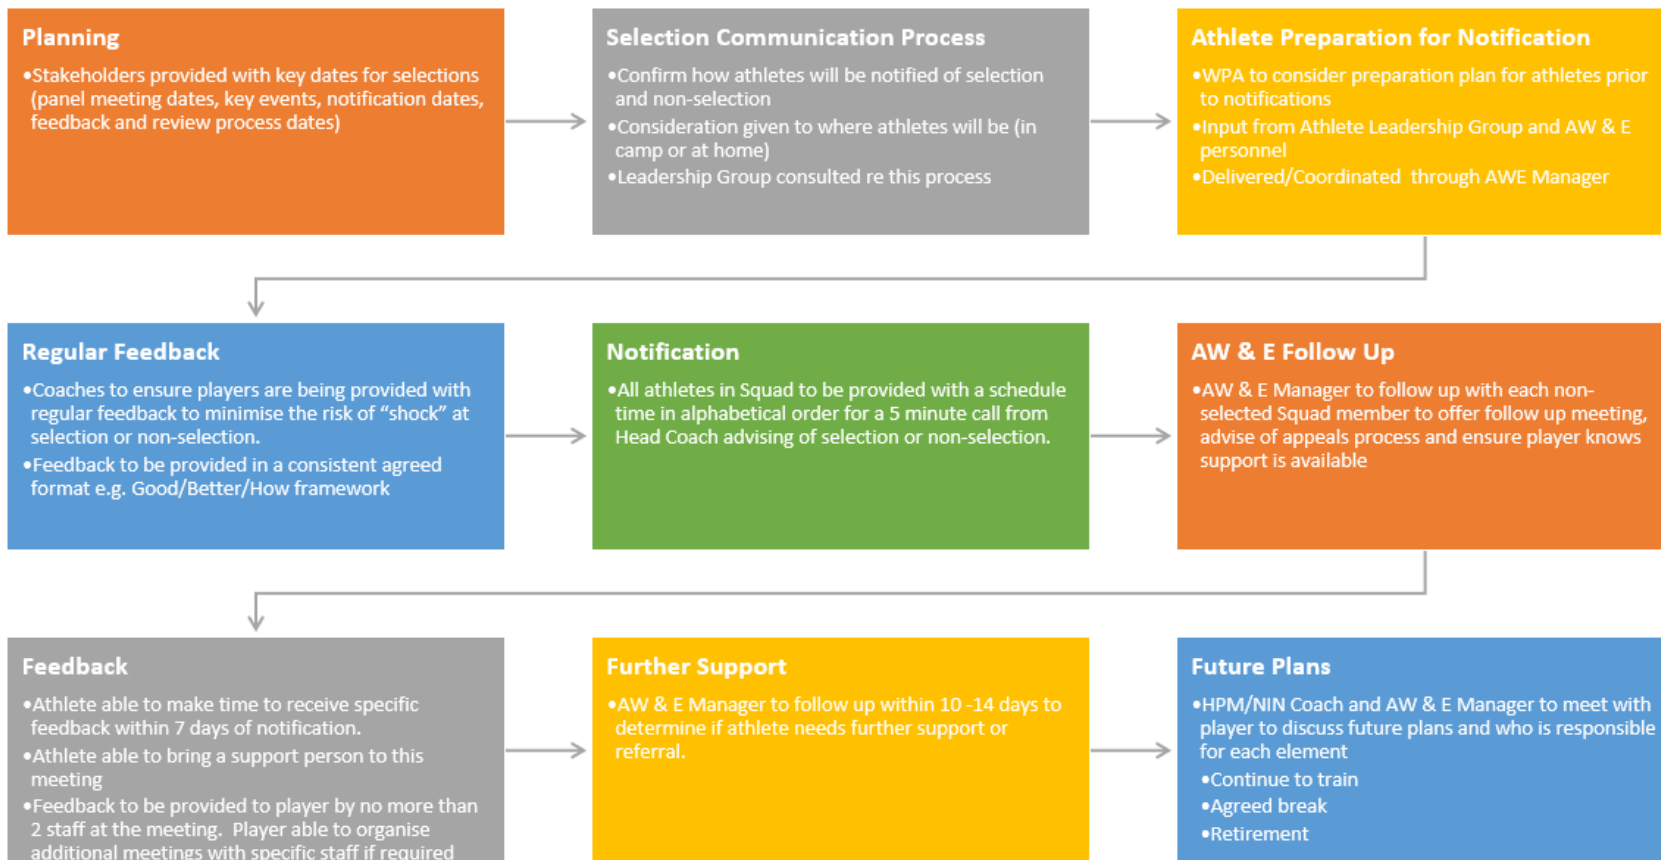 Planning
•Stakeholders provided with key dates for selections
(panel meeting dates, key events, notification dates,
feedback and review process dates)
Selection Communication Process
•Confirm how athletes will be notified of selection
and non-selection
•Consideration given to where athletes will be (in
camp or at home)
•Leadership Group consulted re this process
Athlete Preparation for Notification
•WPA to consider preparation plan for athletes prior
to notifications
•Input from Athlete Leadership Group and AW & E
personnel
•Delivered/Coordinated through AWE Manager
Regular Feedback
•Coaches to ensure players are being provided with
regular feedback to minimise the risk of “shock” at
selection or non-selection.
•Feedback to be provided in a consistent agreed
format e.g. Good/Better/How framework
Notification
•All athletes in Squad to be provided with a schedule
time in alphabetical order for a 5 minute call from
Head Coach advising of selection or non-selection.
AW & E Follow Up
•AW & E Manager to follow up with each non-
selected Squad member to offer follow up meeting,
advise of appeals process and ensure player knows
support is available
Feedback
•Athlete able to make time to receive specific
feedback within 7 days of notification.
•Athlete able to bring a support person to this
meeting
•Feedback to be provided to player by no more than
2 staff at the meeting. Player able to organise
additional meetings with specific staff if required
Further Support
•AW & E Manager to follow up within 10 -14 days to
determine if athlete needs further support or
referral.
Future Plans
•HPM/NIN Coach and AW & E Manager to meet with
player to discuss future plans and who is responsible
for each element
•Continue to train
•Agreed break
•Retirement